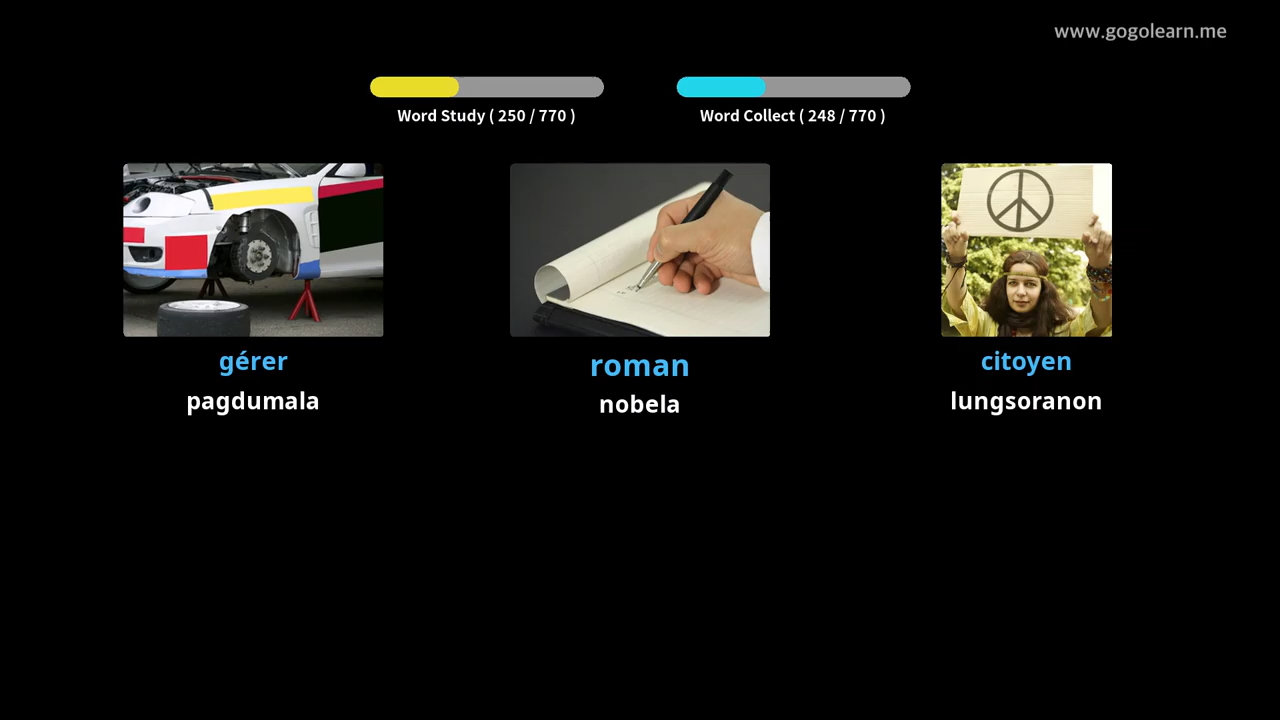 www.gogolearn.me
Word Study ( 250 / 770 )
Word Collect ( 248 / 770 )
gérer
pagdumala
roman
nobela
citoyen
lungsoranon